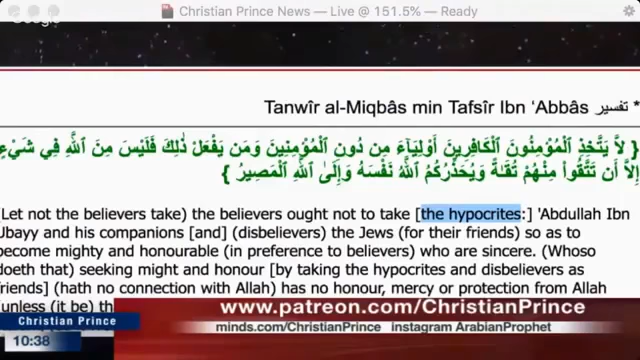 Christian Prince News — Live @ 151.5% — Ready
Google
* تفسير Tanwîr al-Miqbâs min Tafsîr Ibn ‘Abbâs
{ لاَّ يَتَّخِذِ ٱلْمُؤْمِنُونَ ٱلْكَافِرِينَ أَوْلِيَآءَ مِن دُونِ ٱلْمُؤْمِنِينَ وَمَن يَفْعَلْ ذٰلِكَ فَلَيْسَ مِنَ ٱللَّهِ فِي شَيْءٍ
إِلاَّ أَن تَتَّقُواْ مِنْهُمْ تُقَـٰةً وَيُحَذِّرُكُمُ ٱللَّهُ نَفْسَهُ وَإِلَىٰ ٱللَّهِ ٱلْمَصِيرُ }
(Let not the believers take) the believers ought not to take [the hypocrites:] 'Abdullah Ibn
Ubayy and his companions [and] (disbelievers) the Jews (for their friends) so as to
become mighty and honourable (in preference to believers) who are sincere. (Whoso
doeth that) seeking might and honour [by taking the hypocrites and disbelievers as
friends] (hath no connection with Allah) has no honour, mercy or protection from Allah
(unless (it be) th
www.patreon.com/ChristianPrince
Christian Prince
minds.com/ChristianPrince instagram ArabianProphet
10:38